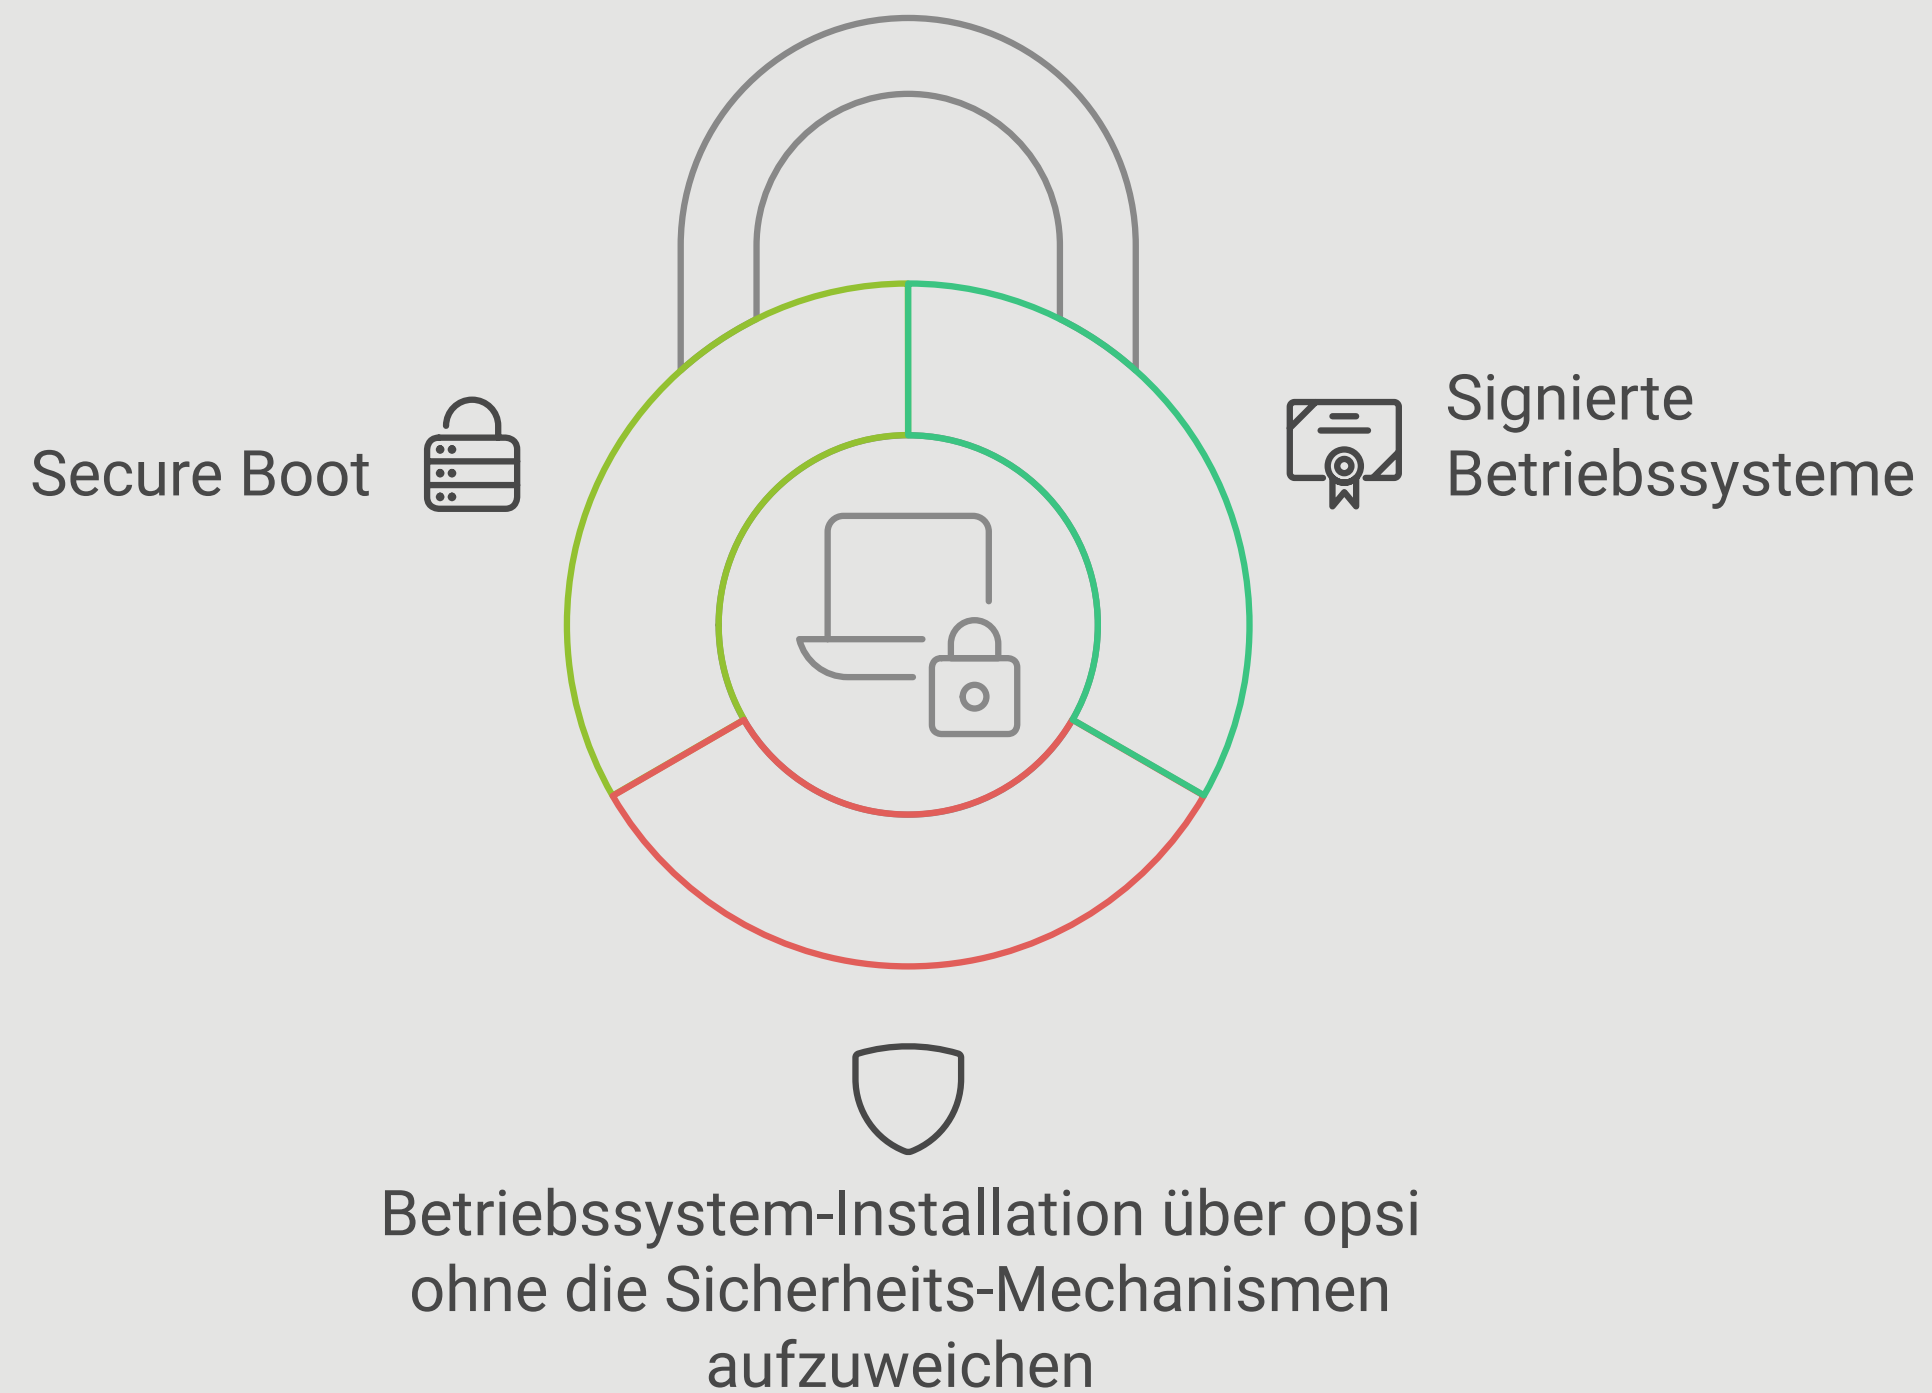 Secure Boot
Signierte
Betriebssysteme
Betriebssystem-Installation über opsi
ohne die Sicherheits-Mechanismen
aufzuweichen